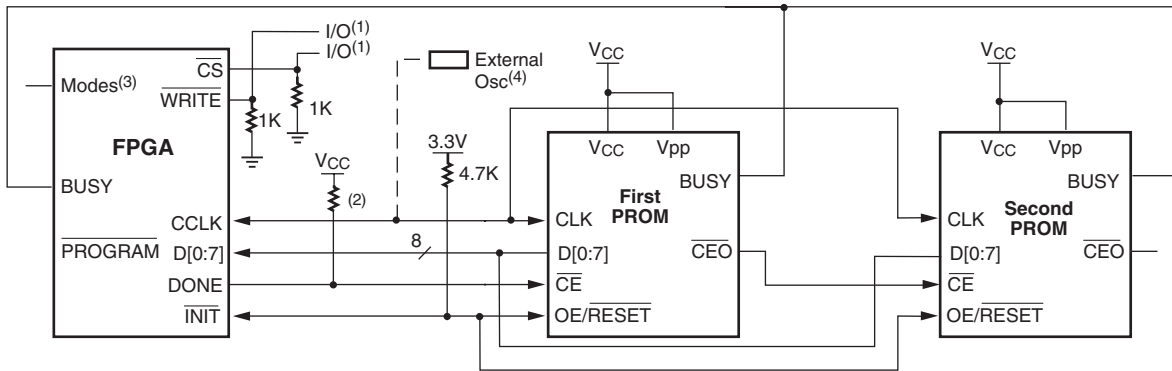 I/O(1)
I/O(1)
FPGA
Modes(3)
CS
WRITE
BUSY
CCLK
PROGRAM
D[0:7]
DONE
INIT
1K
1K
External
Osc(4)
VCC
(2)
3.3V
4.7K
8
VCC
VCC
Vpp
BUSY
First
PROM
CLK
D[0:7]
CEO
CE
OE/RESET
VCC
VCC
Vpp
BUSY
Second
PROM
CLK
D[0:7]
CEO
CE
OE/RESET